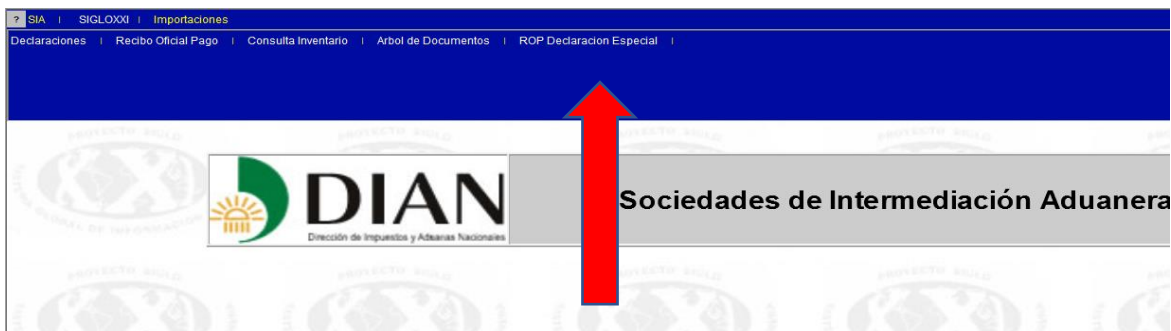 ? SIA | SIGLOXXI | Importaciones
Declaraciones | Recibo Oficial Pago | Consulta Inventario | Arbol de Documentos | ROP Declaracion Especial |
DIAN
Dirección de Impuestos y Aduanas Nacionales
Sociedades de Intermediación Aduanera